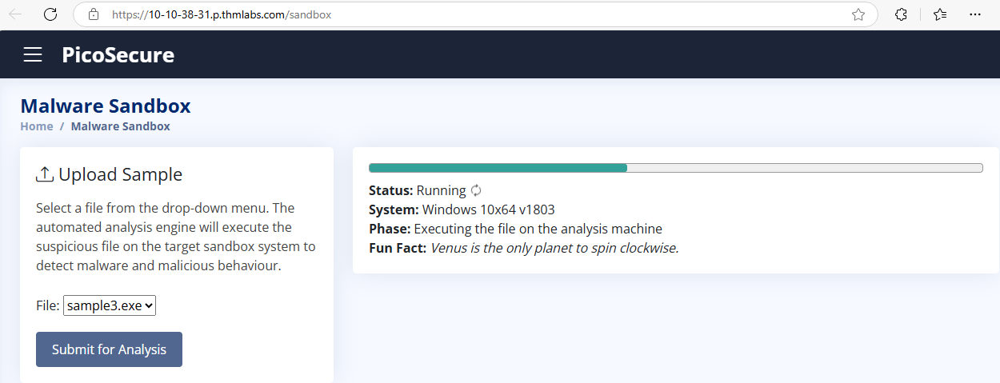 https://10-10-38-31.p.thmlabs.com/sandbox
PicoSecure
Malware Sandbox
Home / Malware Sandbox
Upload Sample
Select a file from the drop-down menu. The
automated analysis engine will execute the
suspicious file on the target sandbox system to
detect malware and malicious behaviour.
File: sample3.exe
Submit for Analysis
Status: Running
System: Windows 10x64 v1803
Phase: Executing the file on the analysis machine
Fun Fact: Venus is the only planet to spin clockwise.